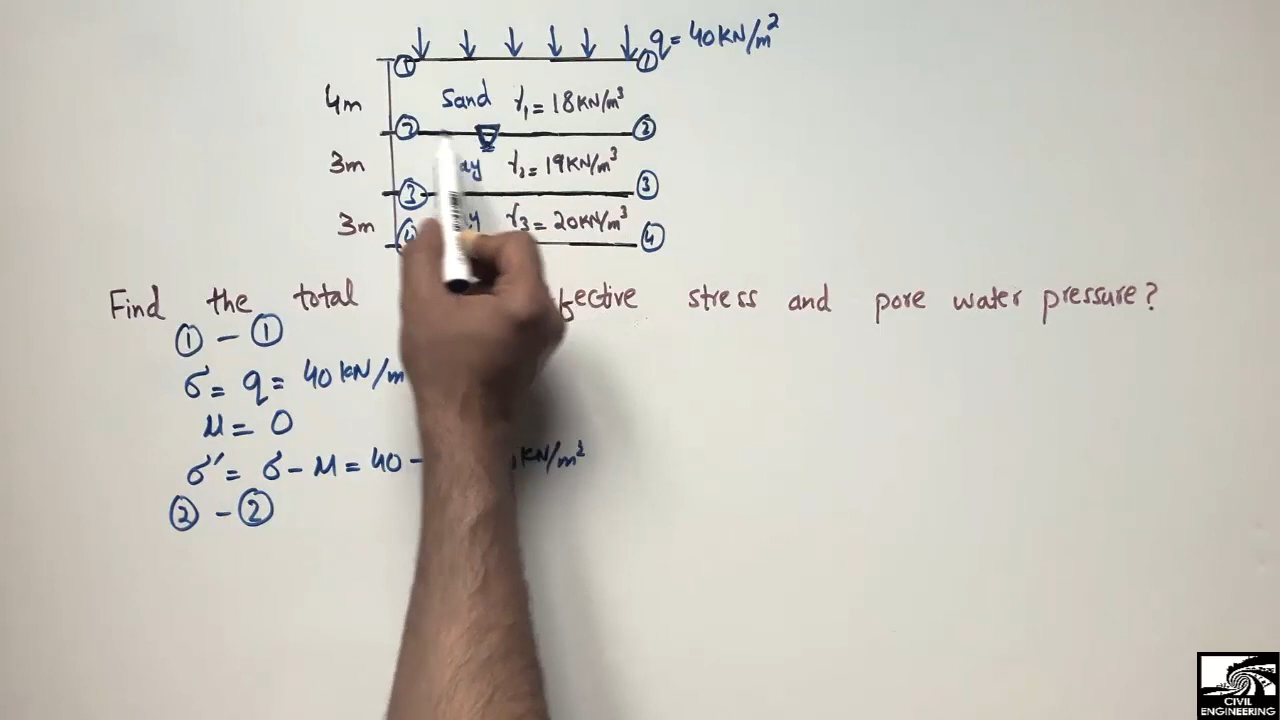 q = 40 KN/m²
① ①
4m Sand γ₁ = 18 KN/m³
② ②
3m γ₂ = 19 KN/m³
③ ③
3m γ₃ = 20 KN/m³
④
Find the total stress and pore water pressure?
① - ①
σ = q = 40 KN/m
μ = 0
σ' = σ - μ = 40 - KN/m²
② - ②
CIVIL
ENGINEERING